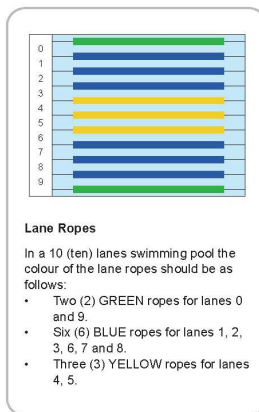 0
1
2
3
4
5
6
7
8
9
Lane Ropes
In a 10 (ten) lanes swimming pool the
colour of the lane ropes should be as
follows:
• Two (2) GREEN ropes for lanes 0
and 9.
• Six (6) BLUE ropes for lanes 1, 2,
3, 6, 7 and 8.
• Three (3) YELLOW ropes for lanes
4, 5.